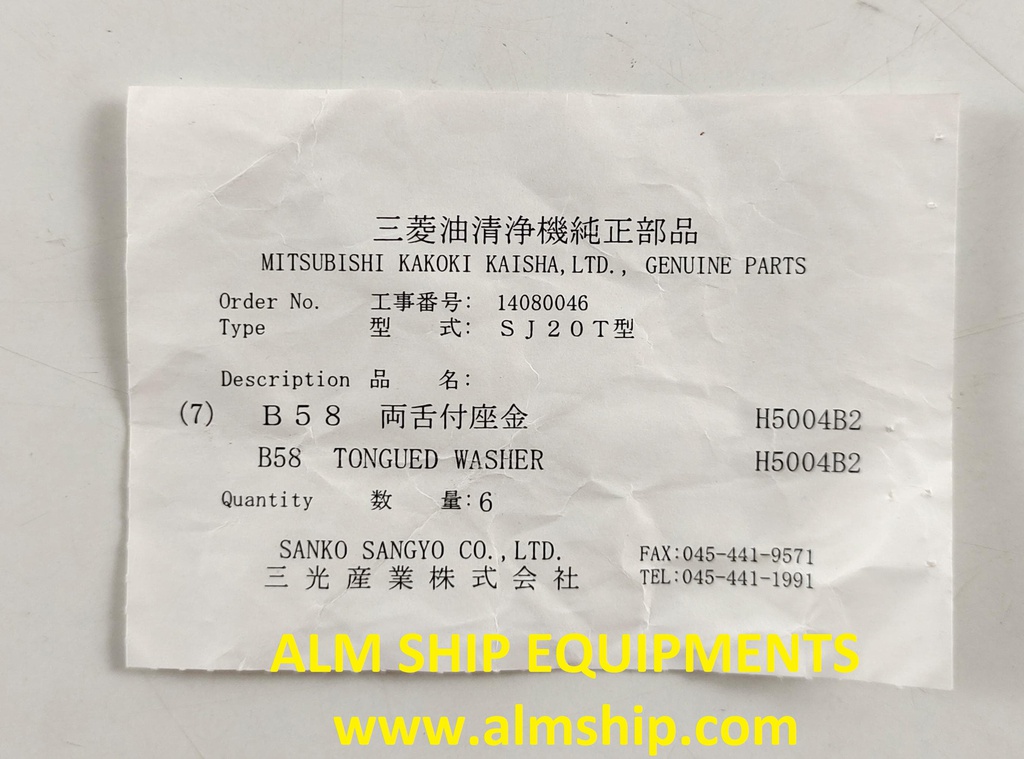 三菱油清浄機純正部品
MITSUBISHI KAKOKI KAISHA,LTD., GENUINE PARTS
Order No. 工事番号: 14080046
Type 型 式: ＳＪ２０Ｔ型
Description 品 名:
(7) Ｂ５８ 両舌付座金 H5004B2
B58 TONGUED WASHER H5004B2
Quantity 数 量: 6
SANKO SANGYO CO.,LTD. FAX:045-441-9571
三光産業株式会社 TEL:045-441-1991
ALM SHIP EQUIPMENTS
www.almship.com